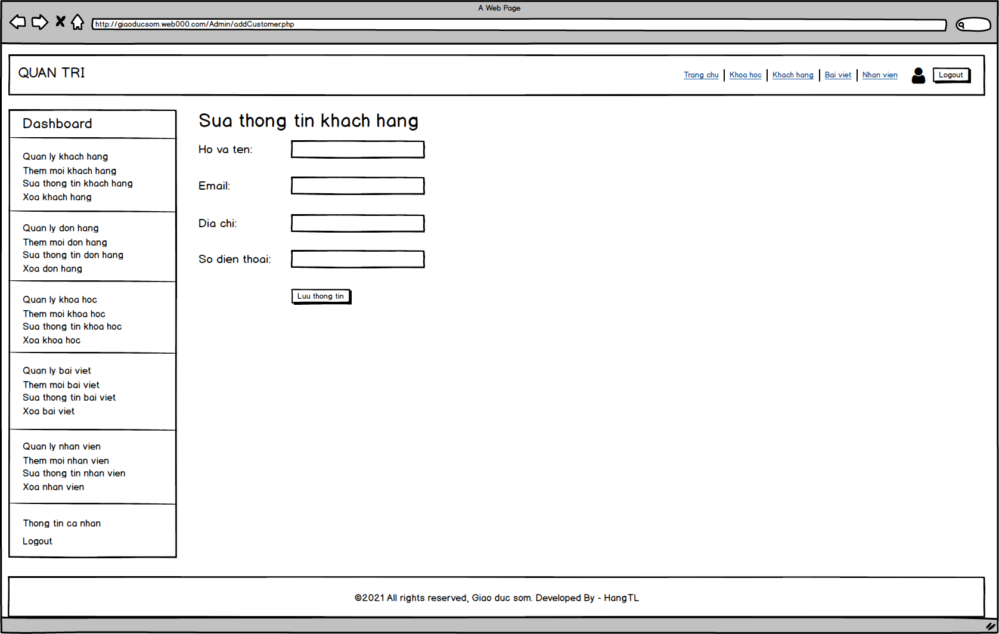 A Web Page
http://giaoducsom.web000.com/Admin/addCustomer.php
QUAN TRI
Trang chu | Khoa hoc | Khach hang | Bai viet | Nhan vien
Logout
Dashboard
Quan ly khach hang
Them moi khach hang
Sua thong tin khach hang
Xoa khach hang
Quan ly don hang
Them moi don hang
Sua thong tin don hang
Xoa don hang
Quan ly khoa hoc
Them moi khoa hoc
Sua thong tin khoa hoc
Xoa khoa hoc
Quan ly bai viet
Them moi bai viet
Sua thong tin bai viet
Xoa bai viet
Quan ly nhan vien
Them moi nhan vien
Sua thong tin nhan vien
Xoa nhan vien
Thong tin ca nhan
Logout
Sua thong tin khach hang
Ho va ten:
Email:
Dia chi:
So dien thoai:
Luu thong tin
©2021 All rights reserved, Giao duc som. Developed By - HangTL